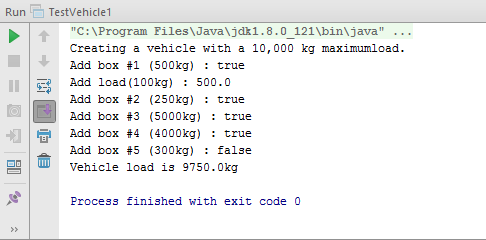 Run TestVehicle1
"C:\Program Files\Java\jdk1.8.0_121\bin\java" ...
Creating a vehicle with a 10,000 kg maximumload.
Add box #1 (500kg) : true
Add load(100kg) : 500.0
Add box #2 (250kg) : true
Add box #3 (5000kg) : true
Add box #4 (4000kg) : true
Add box #5 (300kg) : false
Vehicle load is 9750.0kg
Process finished with exit code 0